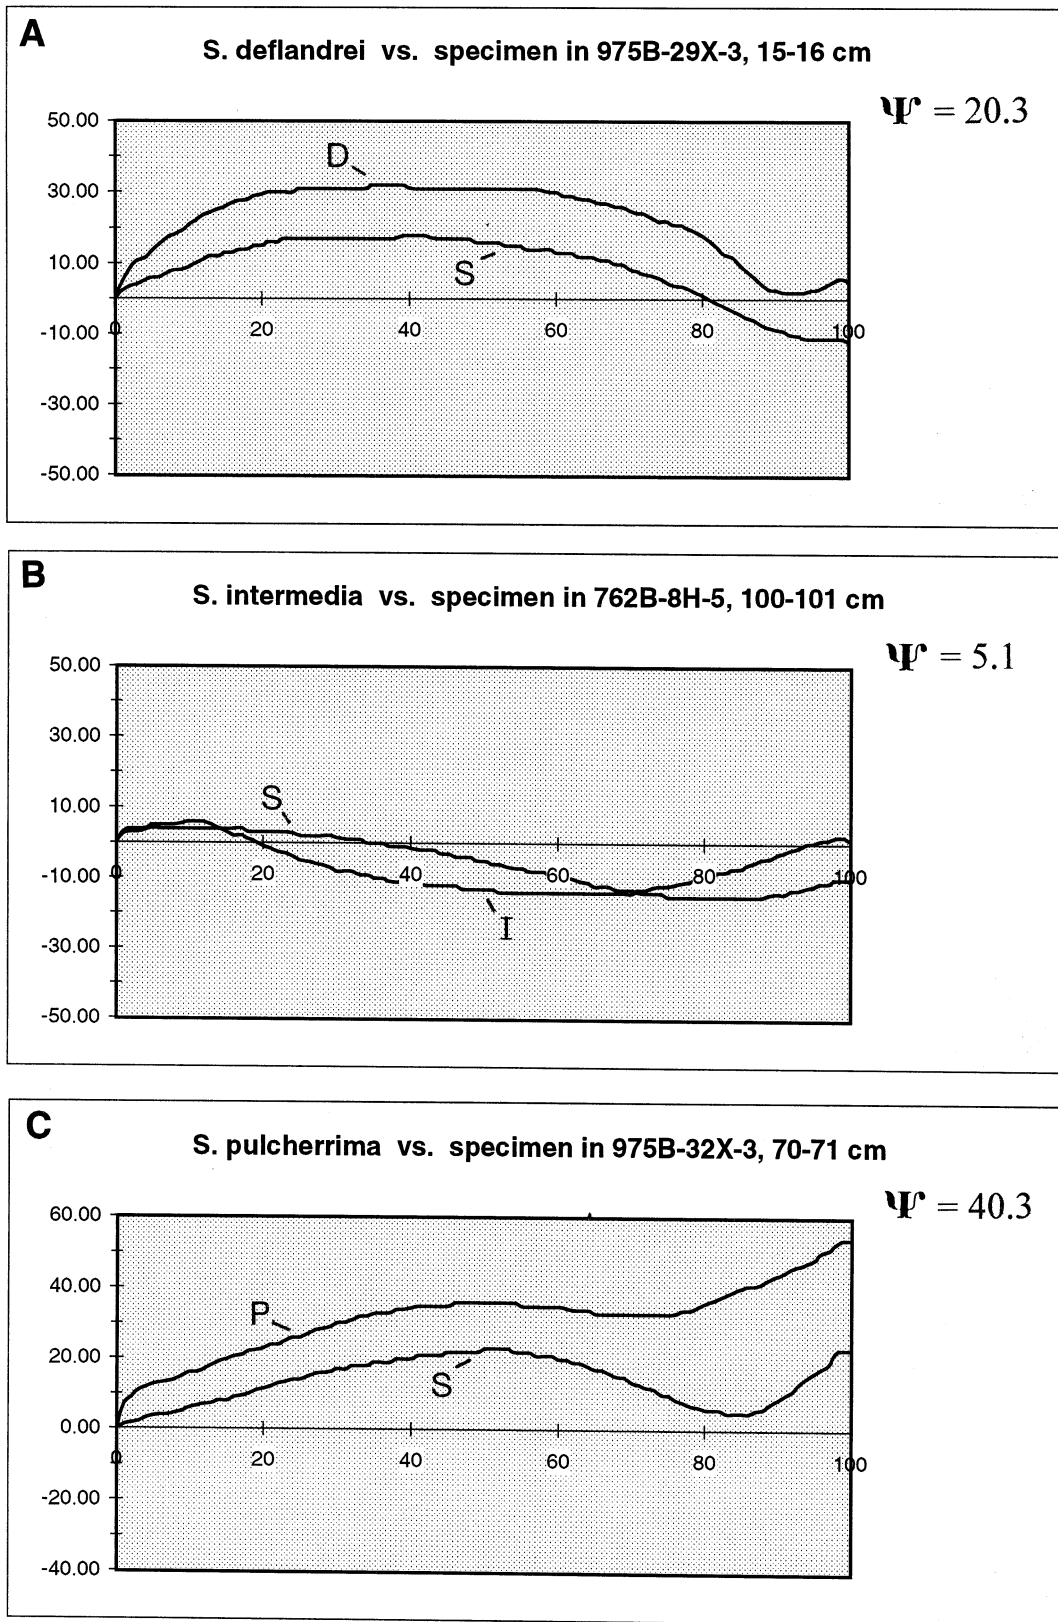 A
S. deflandrei vs. specimen in 975B-29X-3, 15-16 cm
Ψ = 20.3
50.00
30.00
10.00
-10.00
-30.00
-50.00
D
S
0 20 40 60 80 100
B
S. intermedia vs. specimen in 762B-8H-5, 100-101 cm
Ψ = 5.1
50.00
30.00
10.00
-10.00
-30.00
-50.00
S
I
0 20 40 60 80 100
C
S. pulcherrima vs. specimen in 975B-32X-3, 70-71 cm
Ψ = 40.3
60.00
40.00
20.00
0.00
-20.00
-40.00
P
S
0 20 40 60 80 100